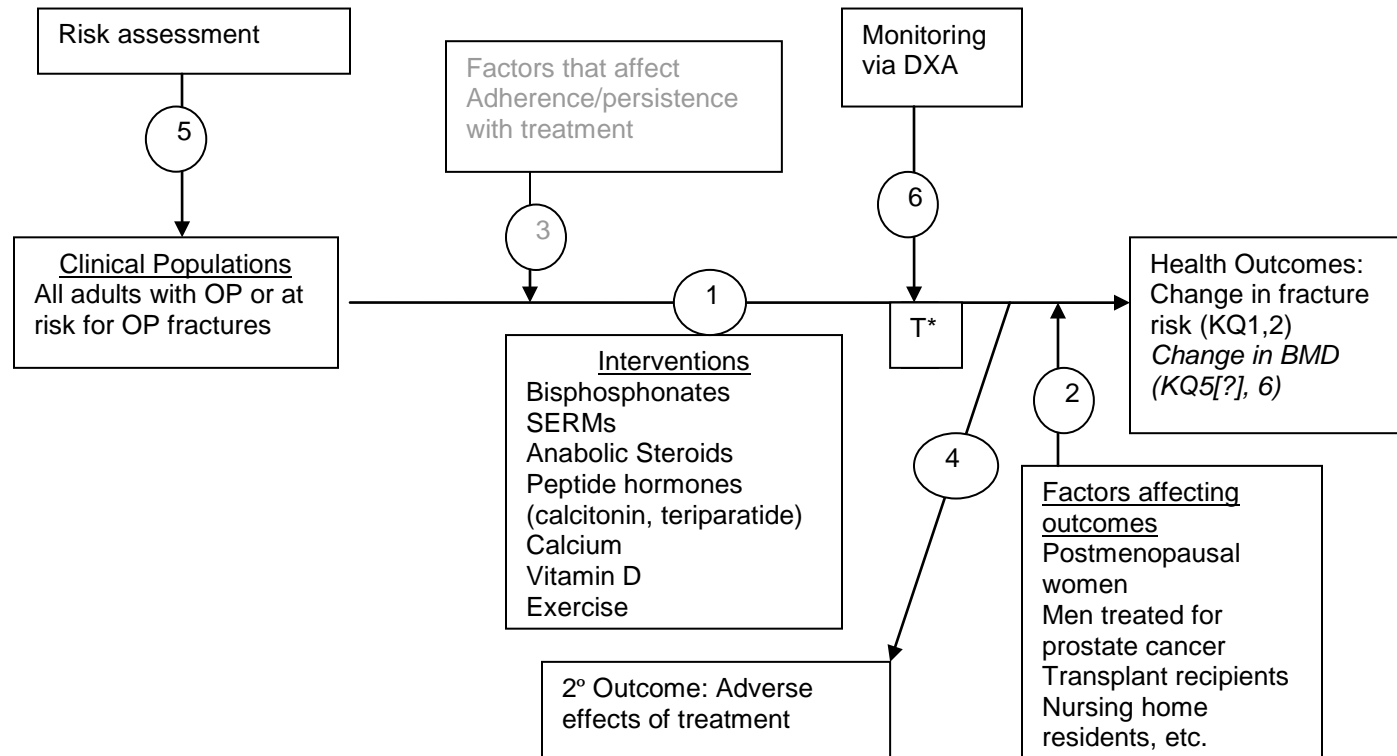 Risk assessment
5
Clinical Populations
All adults with OP or at
risk for OP fractures
Factors that affect
Adherence/persistence
with treatment
3
1
Interventions
Bisphosphonates
SERMs
Anabolic Steroids
Peptide hormones
(calcitonin, teriparatide)
Calcium
Vitamin D
Exercise
Monitoring
via DXA
6
T*
4
2º Outcome: Adverse
effects of treatment
Health Outcomes:
Change in fracture
risk (KQ1,2)
Change in BMD
(KQ5[?], 6)
2
Factors affecting
outcomes
Postmenopausal
women
Men treated for
prostate cancer
Transplant recipients
Nursing home
residents, etc.